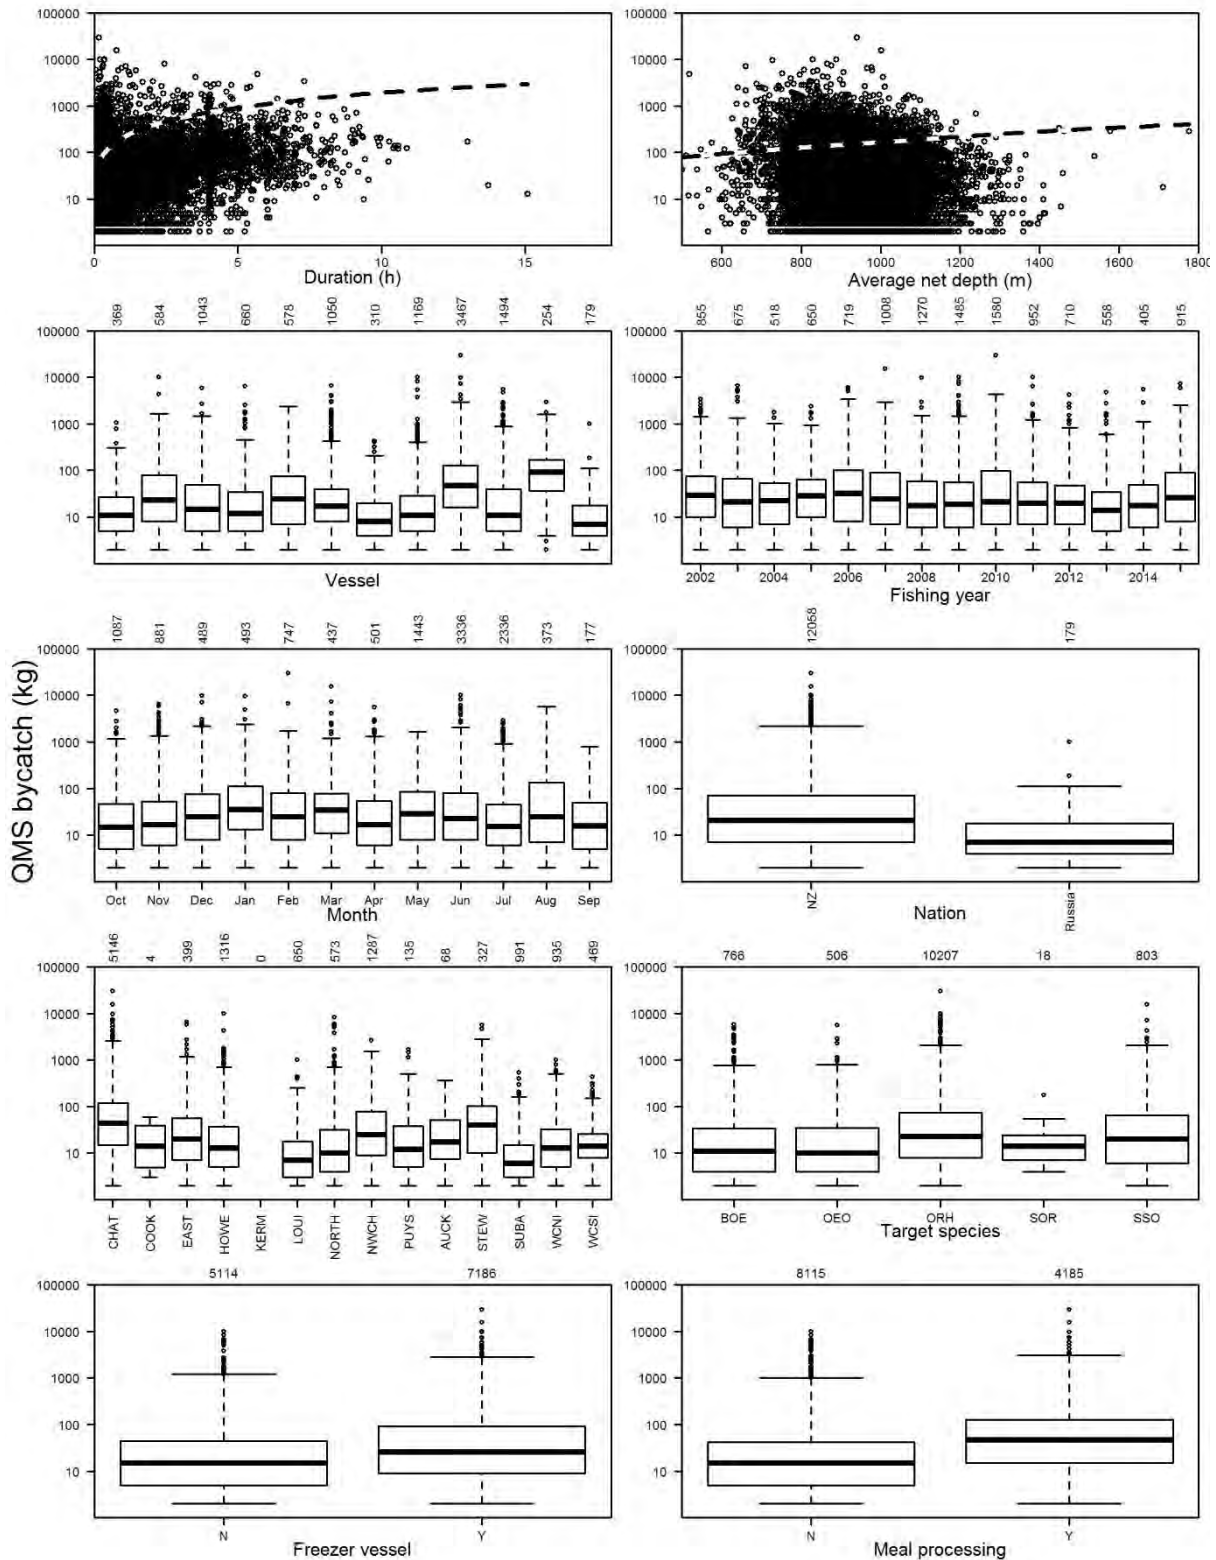 100000 100000
10000 10000
1000 1000
100 100
10 10
0 5 10 15 600 800 1000 1200 1400 1600 1800
Duration (h) Average net depth (m)
369 584 1043 660 578 1050 310 1169 3467 1494 254 179 855 675 518 650 719 1008 1270 1485 1580 952 710 558 405 915
100000 100000
10000 10000
1000 1000
100 100
10 10
2002 2004 2006 2008 2010 2012 2014
Vessel Fishing year
1087 881 489 493 747 437 501 1443 3336 2336 373 177 12058 179
QMS bycatch (kg)
100000 100000
10000 10000
1000 1000
100 100
10 10
Oct Nov Dec Jan Feb Mar Apr May Jun Jul Aug Sep NZ Russia
Month Nation
5146 4 399 1316 0 650 573 1287 135 68 327 991 935 469 766 506 10207 18 803
100000 100000
10000 10000
1000 1000
100 100
10 10
CHAT COOK EAST HOWE KERM LOUI NORTH NWCH PUYS AUCK STEW SUBA WCNI WCSI BOE OEO ORH SOR SSO
Target species
5114 7186 8115 4185
100000 100000
10000 10000
1000 1000
100 100
10 10
N Y N Y
Freezer vessel Meal processing